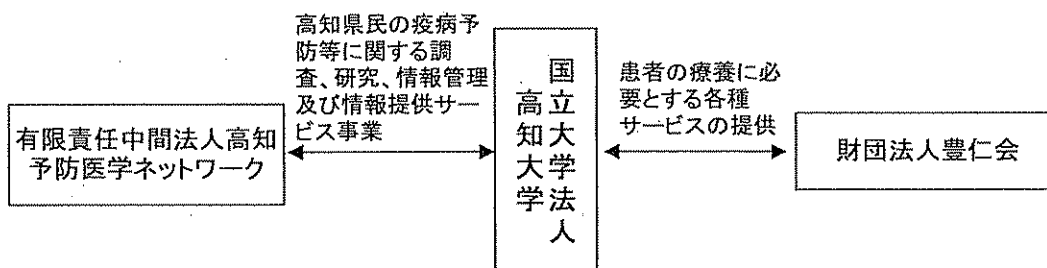 高知県民の疫病予
防等に関する調
査、研究、情報管理
及び情報提供サー
ビス事業
有限責任中間法人高知
予防医学ネットワーク
国立大学法人
高知大学
患者の療養に必
要とする各種
サービスの提供
財団法人豊仁会